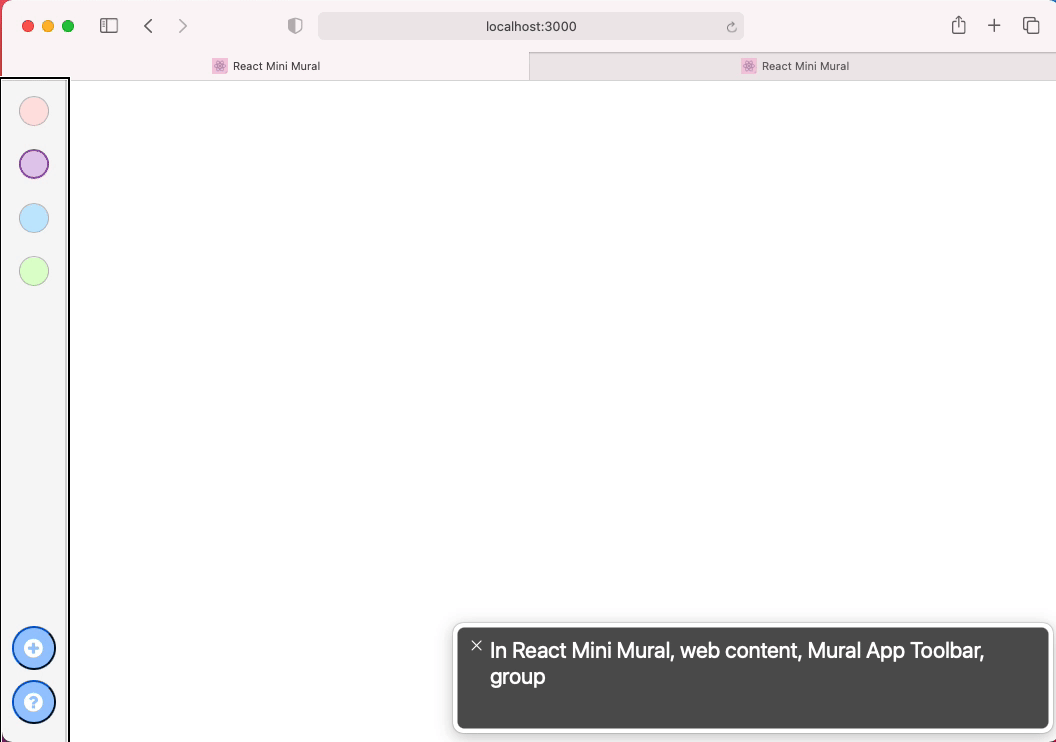 localhost:3000
React Mini Mural
React Mini Mural
?
In React Mini Mural, web content, Mural App Toolbar,
group